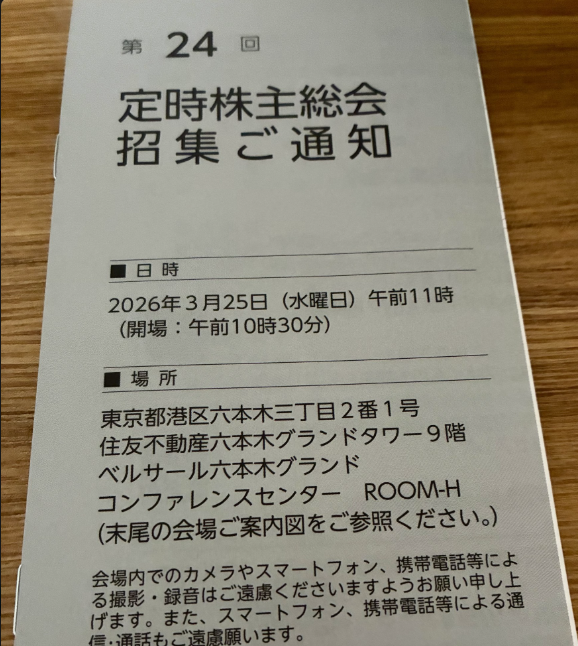 第 24 回
定時株主総会
招集ご通知
■ 日 時
2026年3月25日（水曜日）午前11時
（開場：午前10時30分）
■ 場 所
東京都港区六本木三丁目2番1号
住友不動産六本木グランドタワー9階
ベルサール六本木グランド
コンファレンスセンター　ROOM-H
（末尾の会場ご案内図をご参照ください。）
会場内でのカメラやスマートフォン、携帯電話等によ
る撮影・録音はご遠慮くださいますようお願い申し上
げます。また、スマートフォン、携帯電話等による通
信・通話もご遠慮願います。